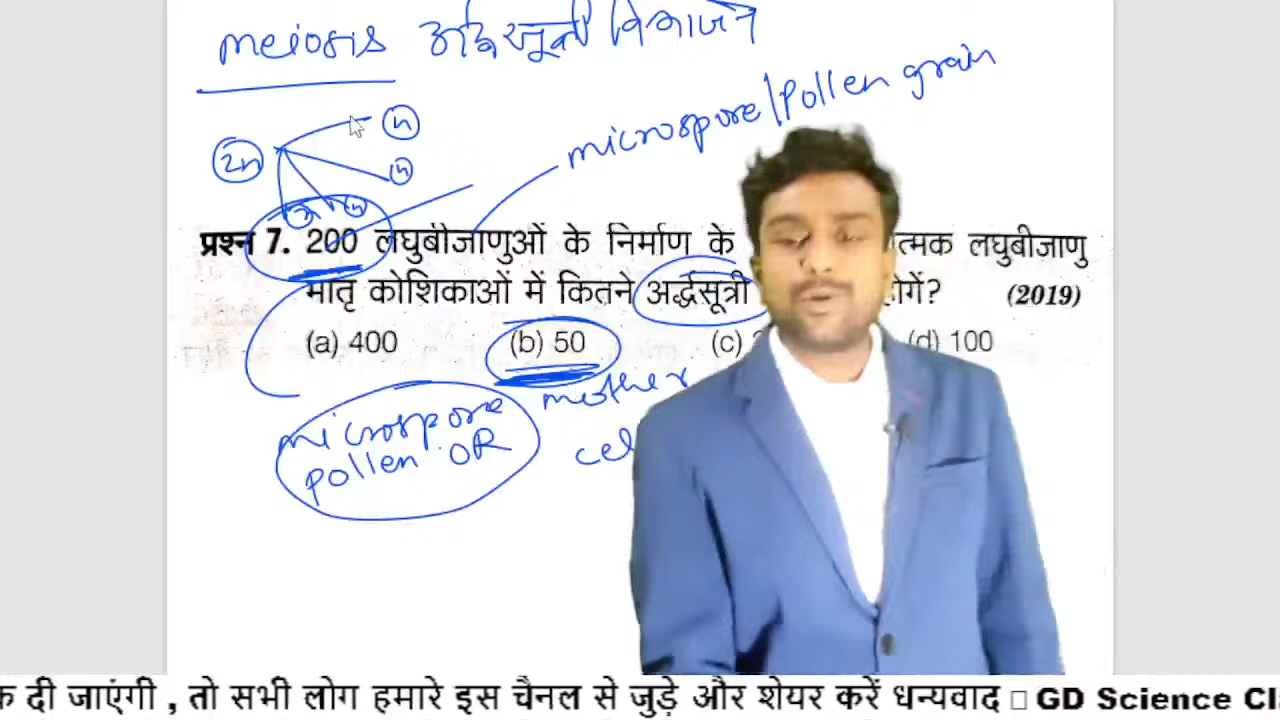 meiosis अर्द्धसूत्री विभाजन
microspore/Pollen grain
2n n n n n
प्रश्न 7. 200 लघुबीजाणुओं के निर्माण के त्मक लघुबीजाणु
मातृ कोशिकाओं में कितने अर्द्धसूत्री होगें? (2019)
(a) 400 (b) 50 (c) (d) 100
microspore mother
pollen OR cel
क दी जाएंगी , तो सभी लोग हमारे इस चैनल से जुड़े और शेयर करें धन्यवाद □ GD Science Cl